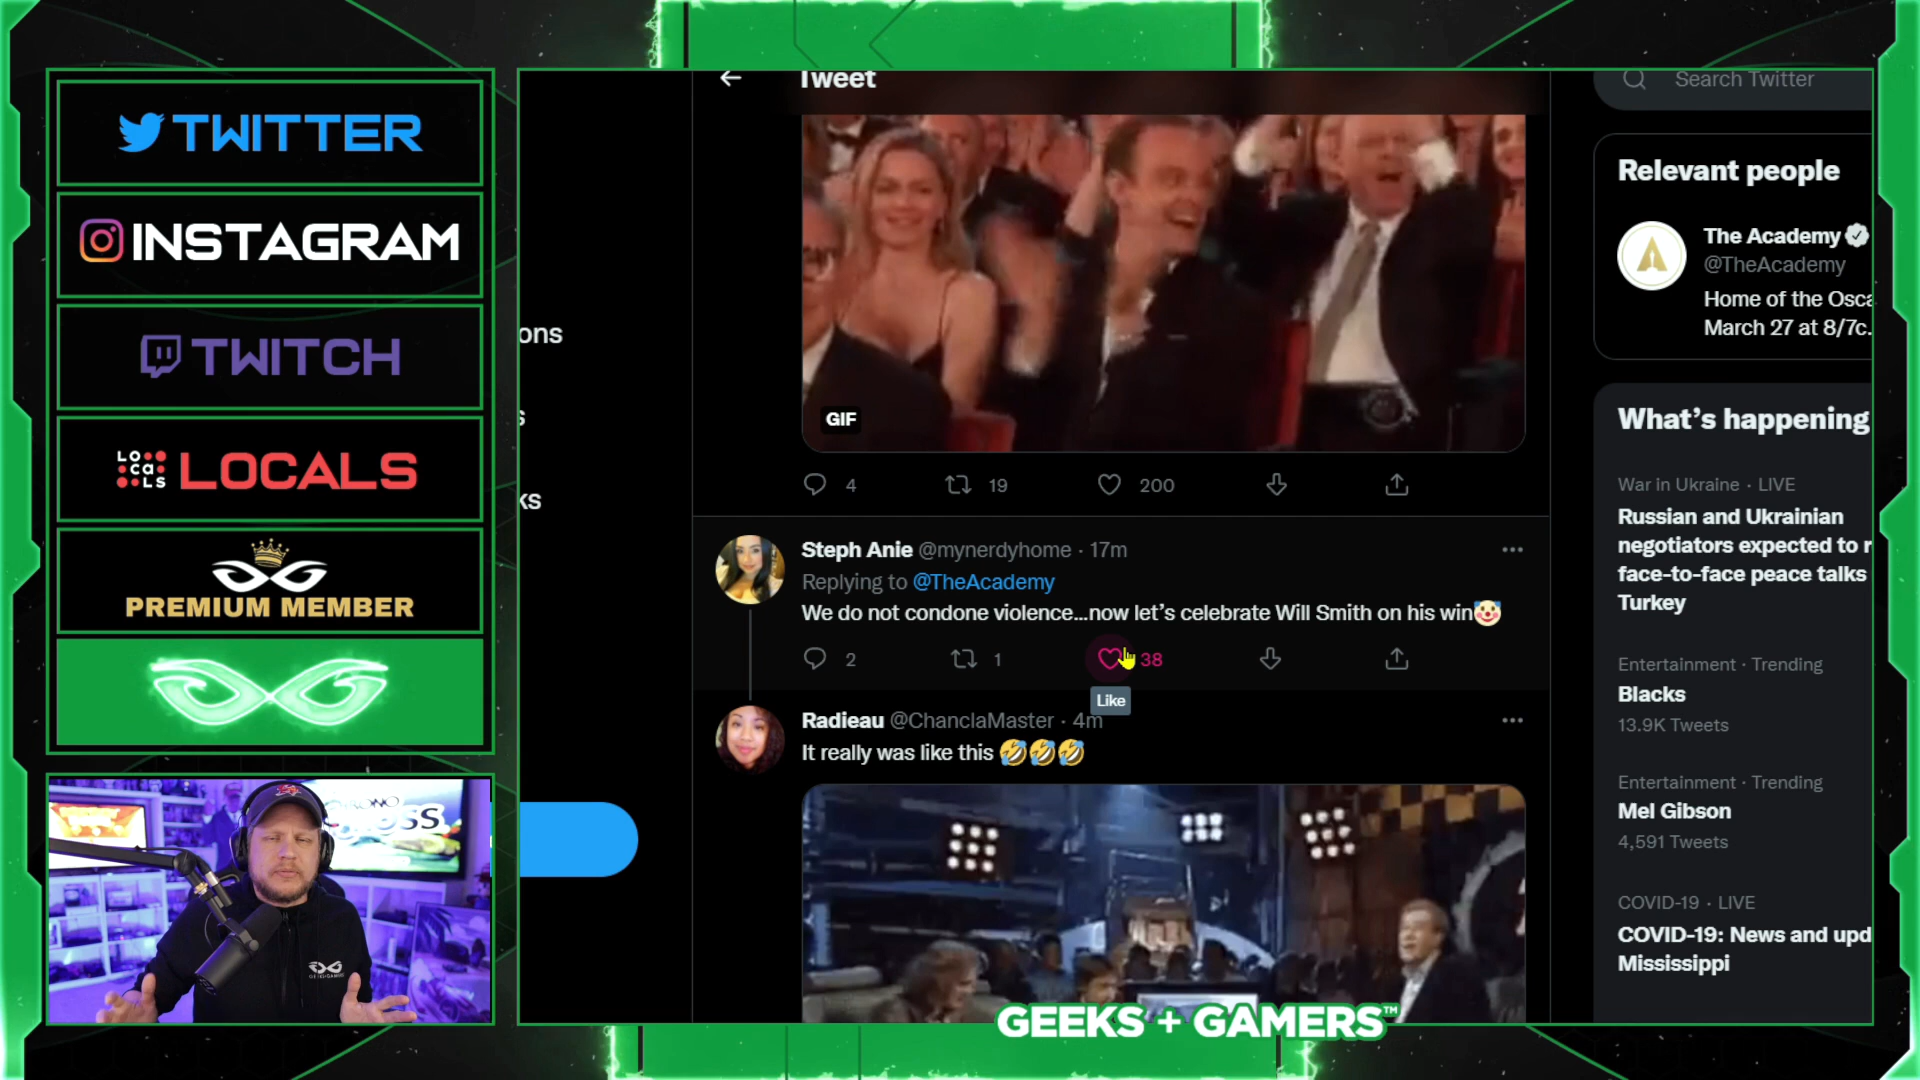 TWITTER
INSTAGRAM
TWITCH
LOCALS
LOCALS
PREMIUM MEMBER
ons
s
ks
Tweet
GIF
4
19
200
Steph Anie @mynerdyhome · 17m
Replying to @TheAcademy
We do not condone violence...now let's celebrate Will Smith on his win🤡
2
1
38
Like
Radieau @ChanclaMaster · 4m
It really was like this 🤣🤣🤣
GEEKS + GAMERS™
Search Twitter
Relevant people
The Academy
@TheAcademy
Home of the Osca
March 27 at 8/7c.
What's happening
War in Ukraine · LIVE
Russian and Ukrainian
negotiators expected to r
face-to-face peace talks
Turkey
Entertainment · Trending
Blacks
13.9K Tweets
Entertainment · Trending
Mel Gibson
4,591 Tweets
COVID-19 · LIVE
COVID-19: News and upd
Mississippi